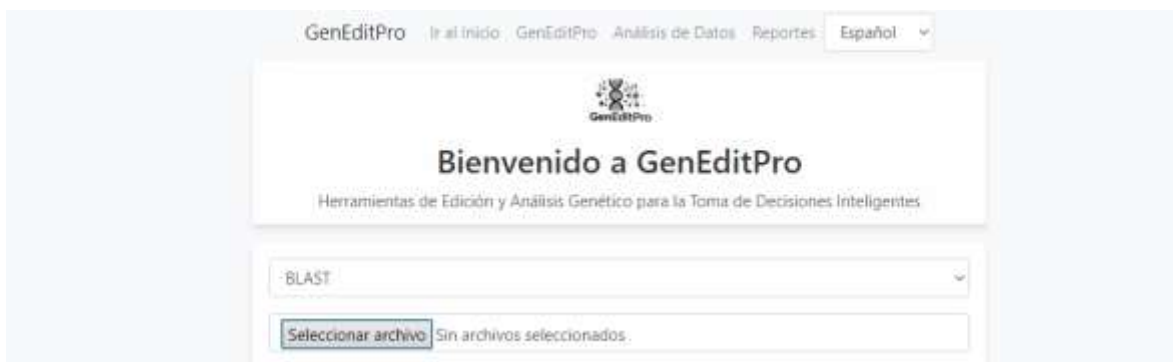 GenEditPro Ir al inicio GenEditPro Análisis de Datos Reportes Español
GenEditPro
Bienvenido a GenEditPro
Herramientas de Edición y Análisis Genético para la Toma de Decisiones Inteligentes
BLAST
Seleccionar archivo Sin archivos seleccionados